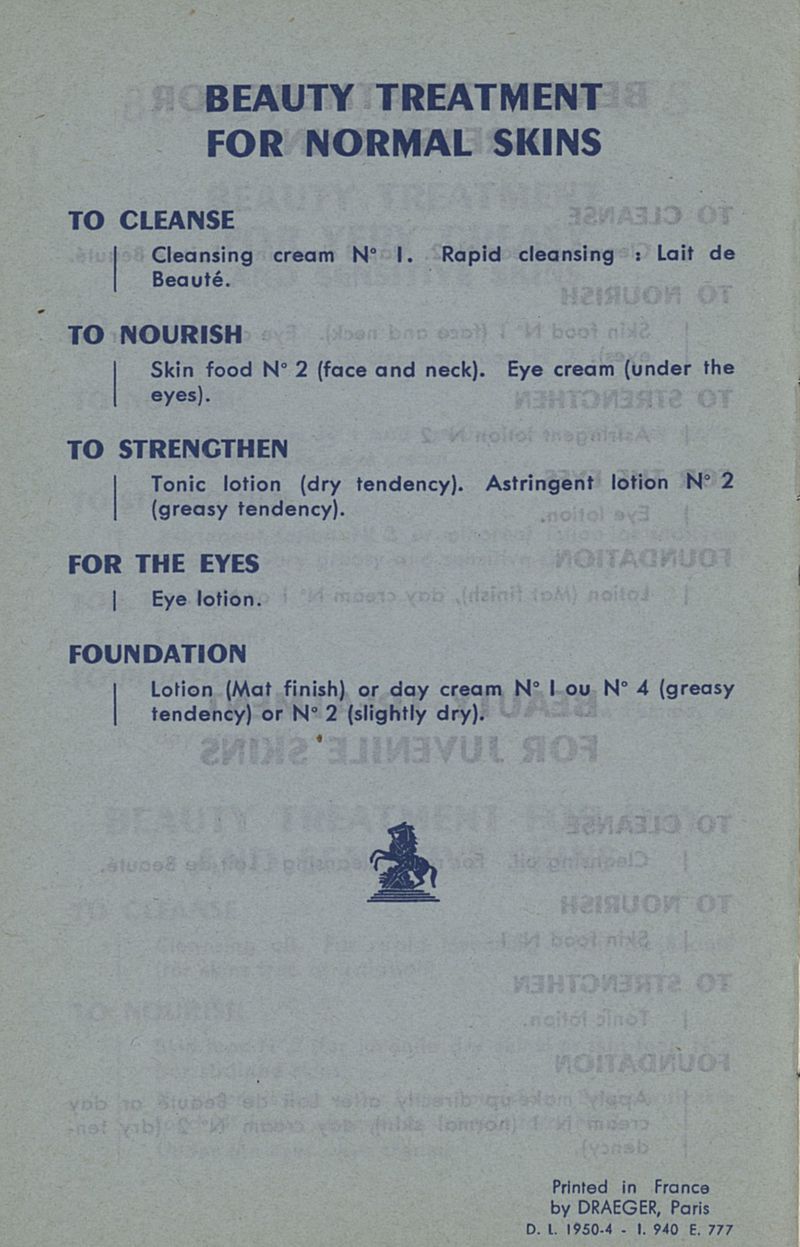 BEAUTY TREATMENT
FOR NORMAL SKINS
TO CLEANSE
Cleansing cream N° 1. Rapid cleansing : Lait de
Beauté.
TO NOURISH
Skin food N° 2 (face and neck). Eye cream (under the
eyes).
TO STRENGTHEN
Tonic lotion (dry tendency). Astringent lotion N° 2
(greasy tendency).
FOR THE EYES
Eye lotion.
FOUNDATION
Lotion (Mat finish) or day cream N° 1 ou N° 4 (greasy
tendency) or N° 2 (slightly dry).
Printed in France
by DRAEGER, Paris
D. L. 1950-4 - I. 940 E. 777